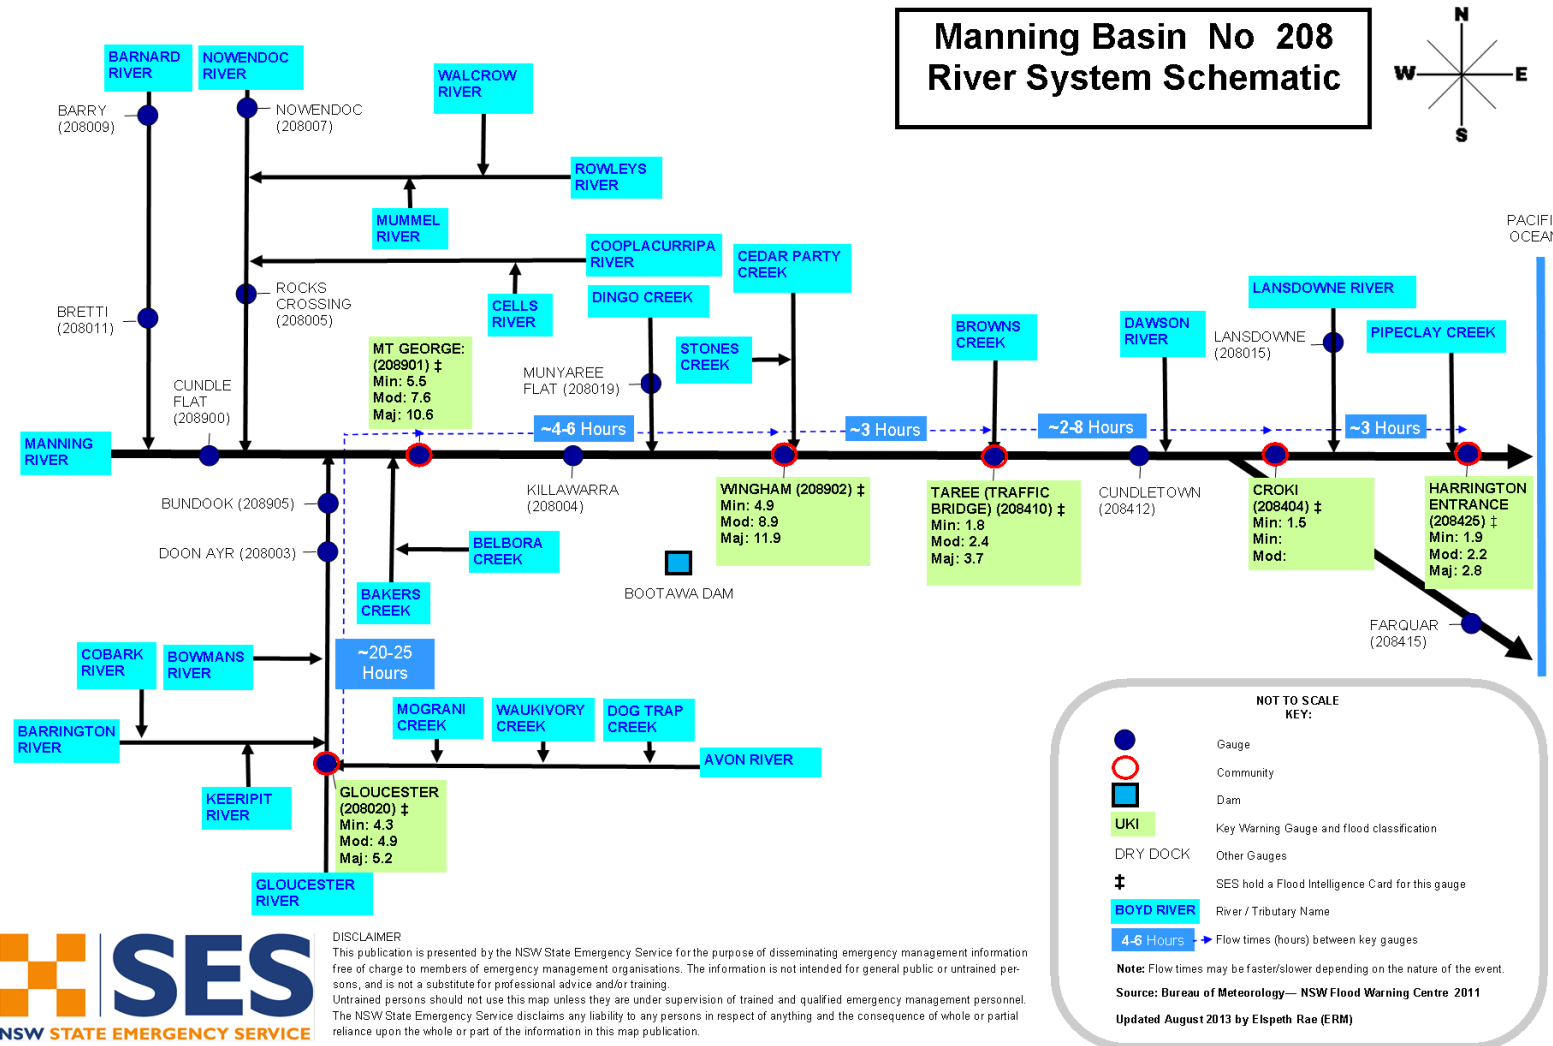 Manning Basin No 208
River System Schematic
N
W
E
S
BARNARD
RIVER
NOWENDOC
RIVER
WALCROW
RIVER
BARRY
(208009)
NOWENDOC
(208007)
ROWLEYS
RIVER
MUMMEL
RIVER
PACIFI
OCEAN
COOPLACURRIPA
RIVER
CEDAR PARTY
CREEK
ROCKS
CROSSING
(208005)
CELLS
RIVER
DINGO CREEK
LANSDOWNE RIVER
BRETTI
(208011)
MT GEORGE:
(208901) ‡
Min: 5.5
Mod: 7.6
Maj: 10.6
STONES
CREEK
BROWNS
CREEK
DAWSON
RIVER
LANSDOWNE
(208015)
PIPECLAY CREEK
CUNDLE
FLAT
(208900)
MUNYAREE
FLAT (208019)
~4-6 Hours
~3 Hours
~2-8 Hours
~3 Hours
MANNING
RIVER
BUNDOOK (208905)
DOON AYR (208003)
KILLAWARRA
(208004)
WINGHAM (208902) ‡
Min: 4.9
Mod: 8.9
Maj: 11.9
TAREE (TRAFFIC
BRIDGE) (208410) ‡
Min: 1.8
Mod: 2.4
Maj: 3.7
CUNDLETOWN
(208412)
CROKI
(208404) ‡
Min: 1.5
Min:
Mod:
HARRINGTON
ENTRANCE
(208425) ‡
Min: 1.9
Mod: 2.2
Maj: 2.8
BELBORA
CREEK
BAKERS
CREEK
BOOTAWA DAM
FARQUAR
(208415)
COBARK
RIVER
BOWMANS
RIVER
~20-25
Hours
BARRINGTON
RIVER
MOGRANI
CREEK
WAUKIVORY
CREEK
DOG TRAP
CREEK
AVON RIVER
KEERIPIT
RIVER
GLOUCESTER
(208020) ‡
Min: 4.3
Mod: 4.9
Maj: 5.2
GLOUCESTER
RIVER
NOT TO SCALE
KEY:
Gauge
Community
Dam
UKI
Key Warning Gauge and flood classification
DRY DOCK
Other Gauges
‡
SES hold a Flood Intelligence Card for this gauge
BOYD RIVER
River / Tributary Name
4-6 Hours
Flow times (hours) between key gauges
Note: Flow times may be faster/slower depending on the nature of the event.
Source: Bureau of Meteorology— NSW Flood Warning Centre 2011
Updated August 2013 by Elspeth Rae (ERM)
SES
NSW STATE EMERGENCY SERVICE
DISCLAIMER
This publication is presented by the NSW State Emergency Service for the purpose of disseminating emergency management information
free of charge to members of emergency management organisations. The information is not intended for general public or untrained per-
sons, and is not a substitute for professional advice and/or training.
Untrained persons should not use this map unless they are under supervision of trained and qualified emergency management personnel.
The NSW State Emergency Service disclaims any liability to any persons in respect of anything and the consequence of whole or partial
reliance upon the whole or part of the information in this map publication.